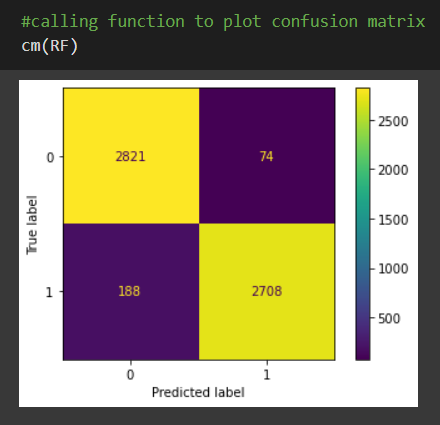 #calling function to plot confusion matrix
cm(RF)
2500
0 2821 74
2000
True label
1500
1000
1 188 2708
500
0 1
Predicted label